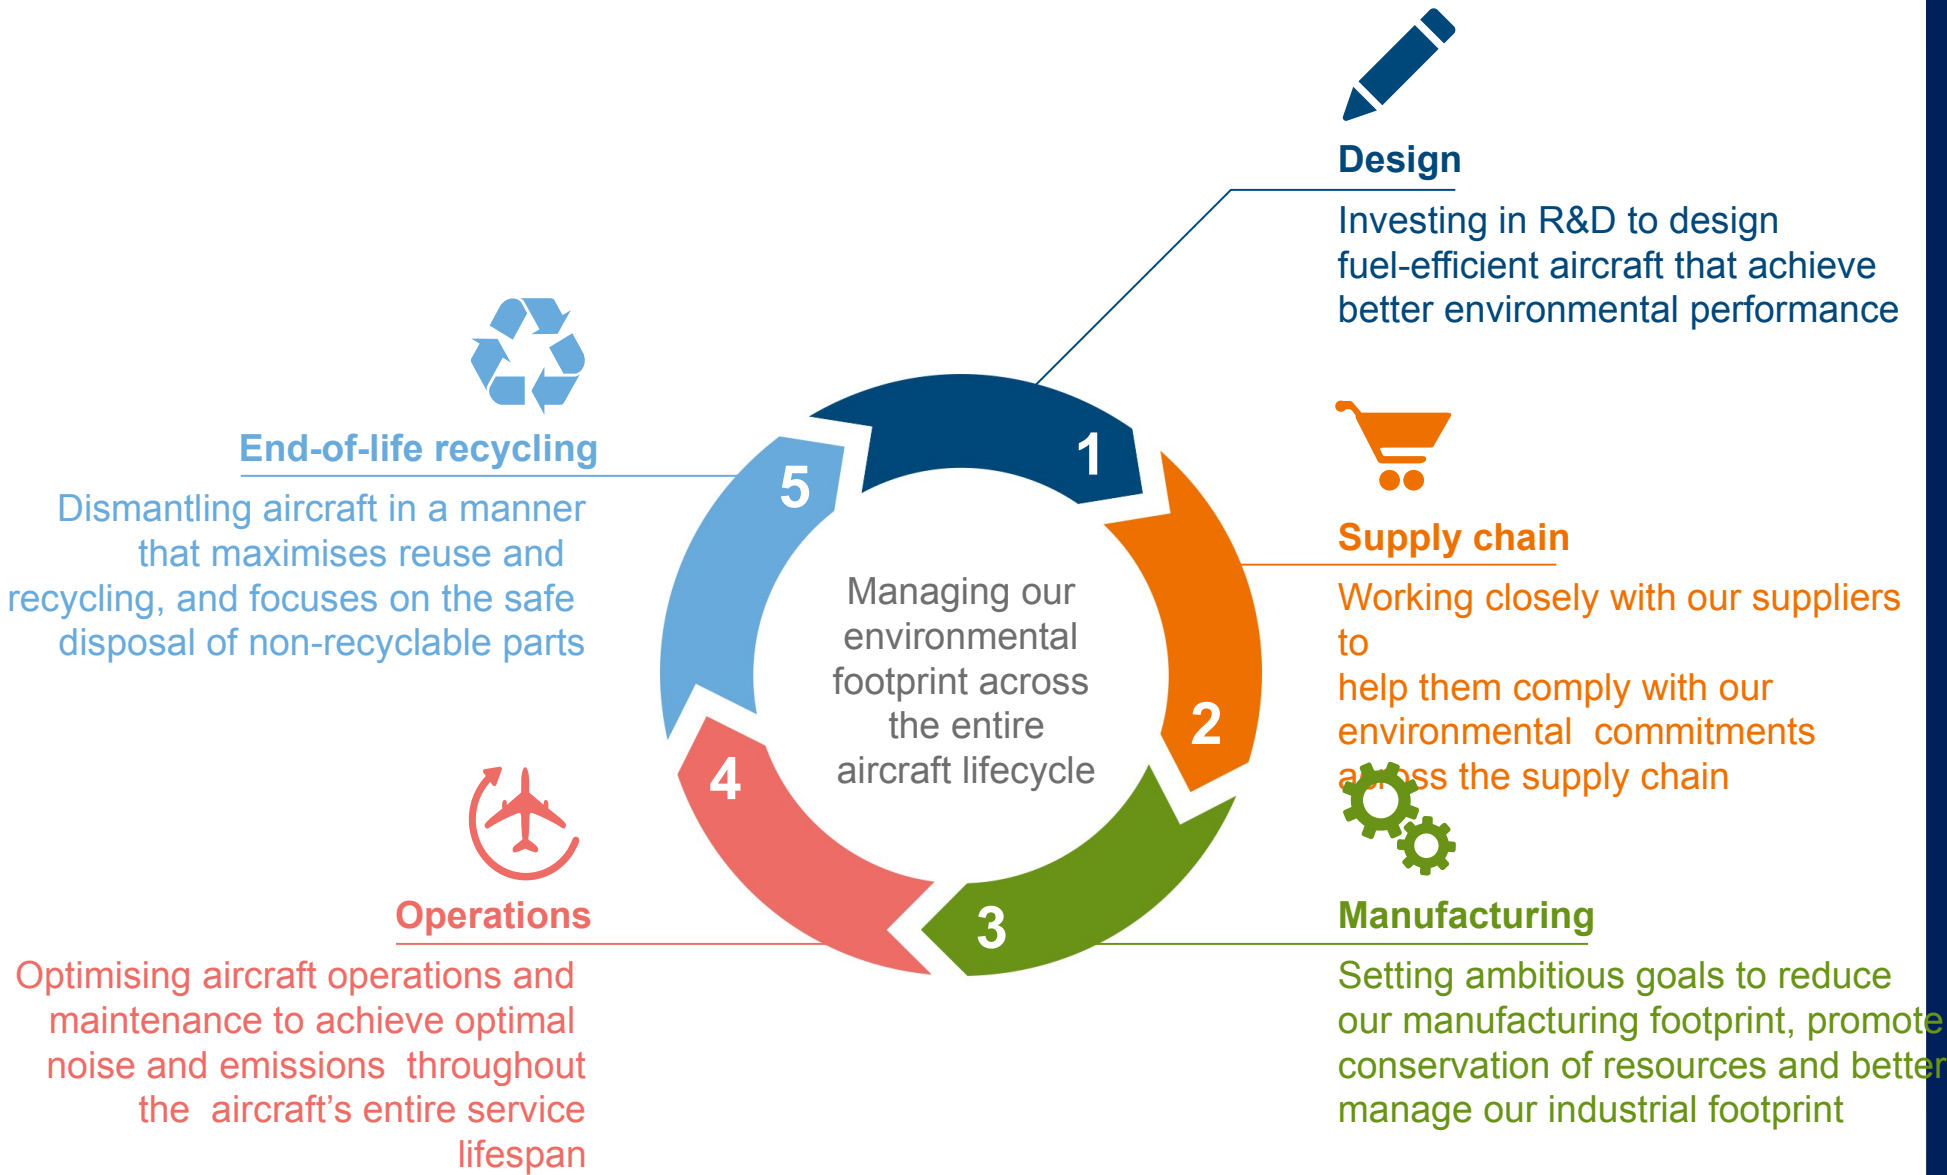 Design
Investing in R&D to design
fuel-efficient aircraft that achieve
better environmental performance
1
Supply chain
Working closely with our suppliers
to
help them comply with our
environmental commitments
across the supply chain
2
Manufacturing
Setting ambitious goals to reduce
our manufacturing footprint, promote
conservation of resources and better
manage our industrial footprint
3
Operations
Optimising aircraft operations and
maintenance to achieve optimal
noise and emissions throughout
the aircraft’s entire service
lifespan
4
End-of-life recycling
Dismantling aircraft in a manner
that maximises reuse and
recycling, and focuses on the safe
disposal of non-recyclable parts
5
Managing our
environmental
footprint across
the entire
aircraft lifecycle